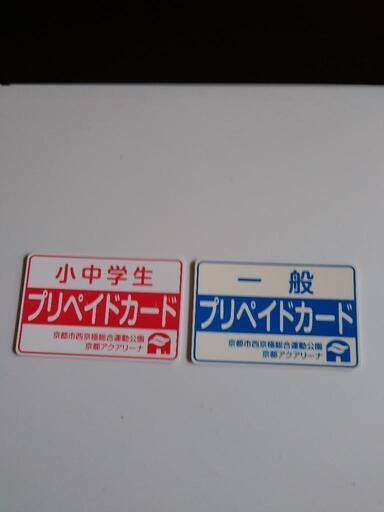 小中学生
プリペイドカード
京都市西京極総合運動公園
京都アクアリーナ
一般
プリペイドカード
京都市西京極総合運動公園
京都アクアリーナ